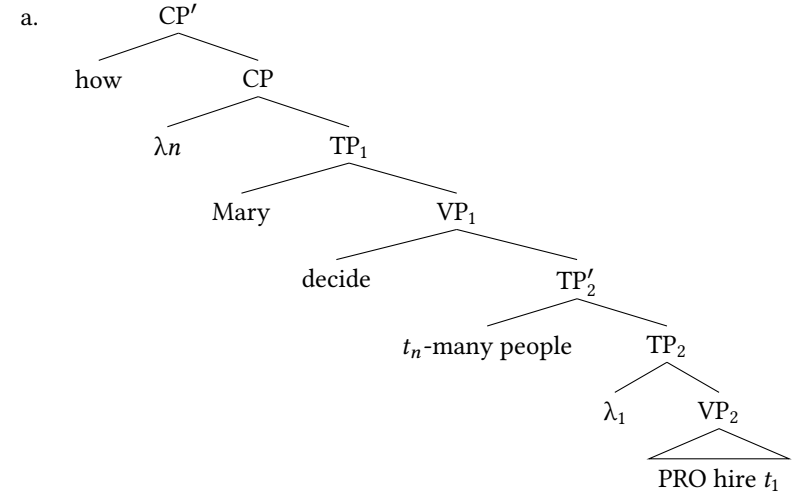 a. CP′
how CP
λn TP₁
Mary VP₁
decide TP′₂
tₙ-many people TP₂
λ₁ VP₂
PRO hire t₁